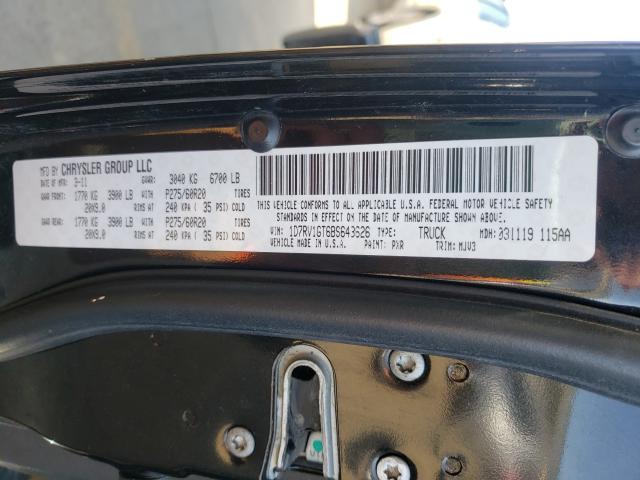 MFD BY CHRYSLER GROUP LLC
DATE OF MFR 3-11 GVWR: 3040 KG 6700 LB
GAWR FRONT: 1770 KG 3900 LB WITH P275/60R20 TIRES
20X9.0 RIMS AT 240 KPA ( 35 PSI) COLD
GAWR REAR: 1770 KG 3900 LB WITH P275/60R20 TIRES
20X9.0 RIMS AT 240 KPA ( 35 PSI) COLD
THIS VEHICLE CONFORMS TO ALL APPLICABLE U.S.A. FEDERAL MOTOR VEHICLE SAFETY
STANDARDS IN EFFECT ON THE DATE OF MANUFACTURE SHOWN ABOVE.
VIN: 1D7RV1GT6BS643626 TYPE: TRUCK MDH: 031119 115AA
VEHICLE MADE IN U.S.A. PAINT: PXR TRIM: MJV3